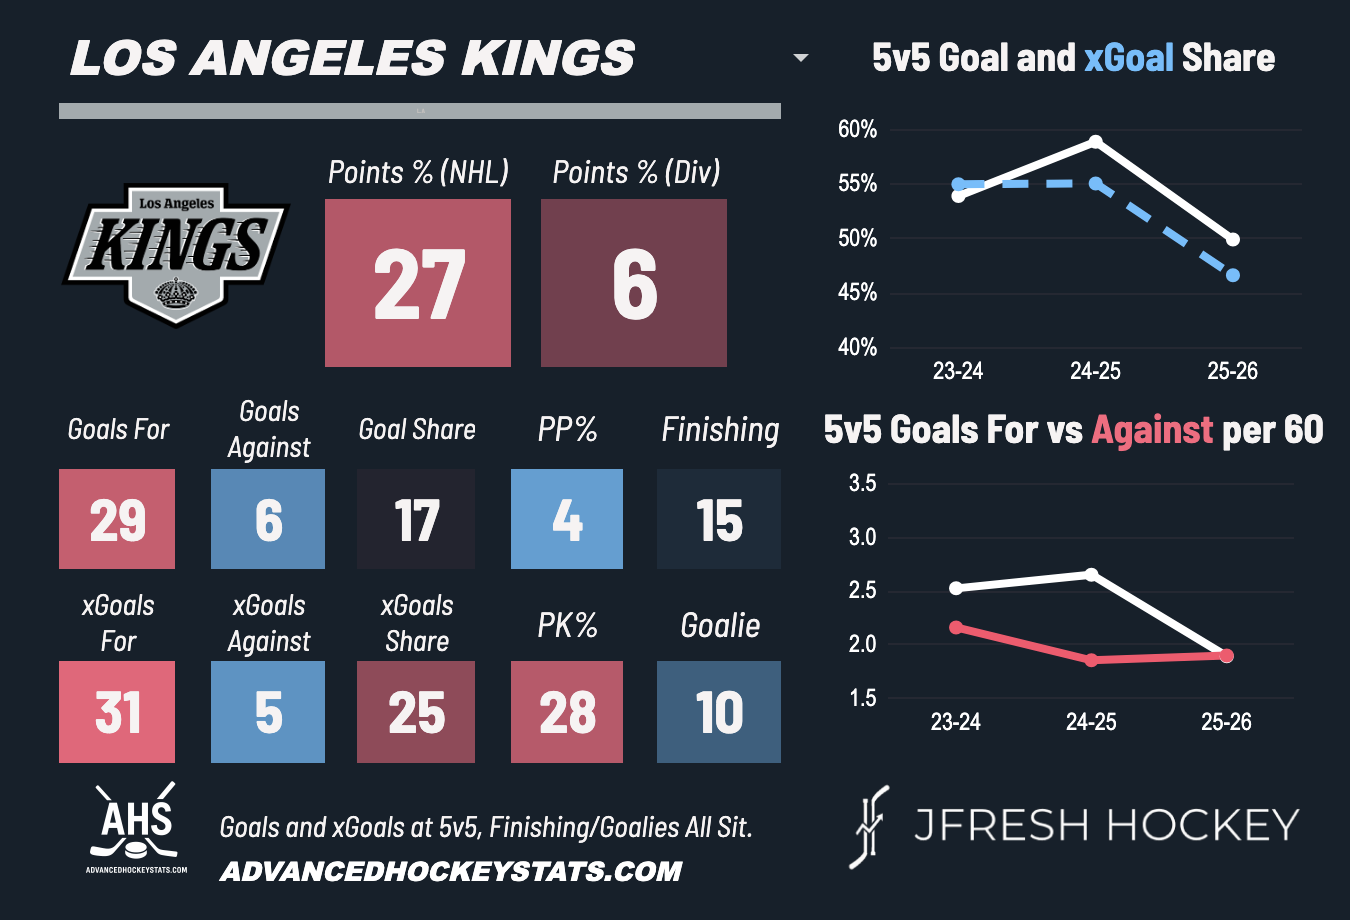 LOS ANGELES KINGS
LA
Points % (NHL)
Points % (Div)
Los Angeles
KINGS
27
6
Goals For
Goals
Against
Goal Share
PP%
Finishing
29
6
17
4
15
xGoals
For
xGoals
Against
xGoals
Share
PK%
Goalie
31
5
25
28
10
AHS
ADVANCEDHOCKEYSTATS.COM
Goals and xGoals at 5v5, Finishing/Goalies All Sit.
ADVANCEDHOCKEYSTATS.COM
5v5 Goal and xGoal Share
60%
55%
50%
45%
40%
23-24
24-25
25-26
5v5 Goals For vs Against per 60
3.5
3.0
2.5
2.0
1.5
23-24
24-25
25-26
JFRESH HOCKEY